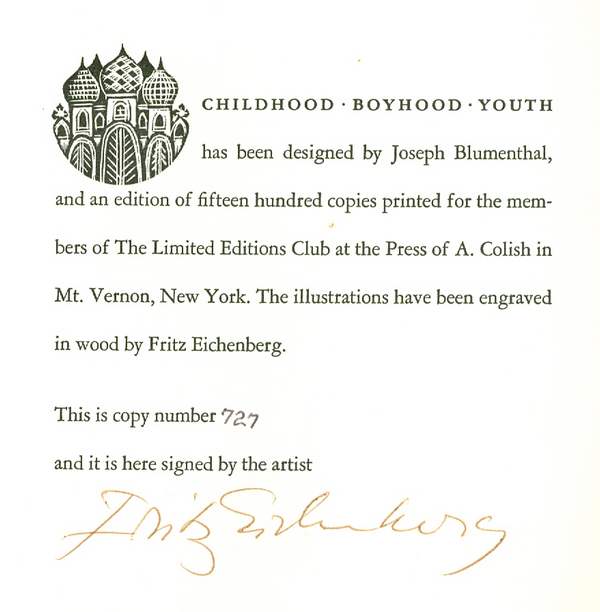 CHILDHOOD · BOYHOOD · YOUTH
has been designed by Joseph Blumenthal,
and an edition of fifteen hundred copies printed for the mem-
bers of The Limited Editions Club at the Press of A. Colish in
Mt. Vernon, New York. The illustrations have been engraved
in wood by Fritz Eichenberg.
This is copy number 727
and it is here signed by the artist
Fritz Eichenberg